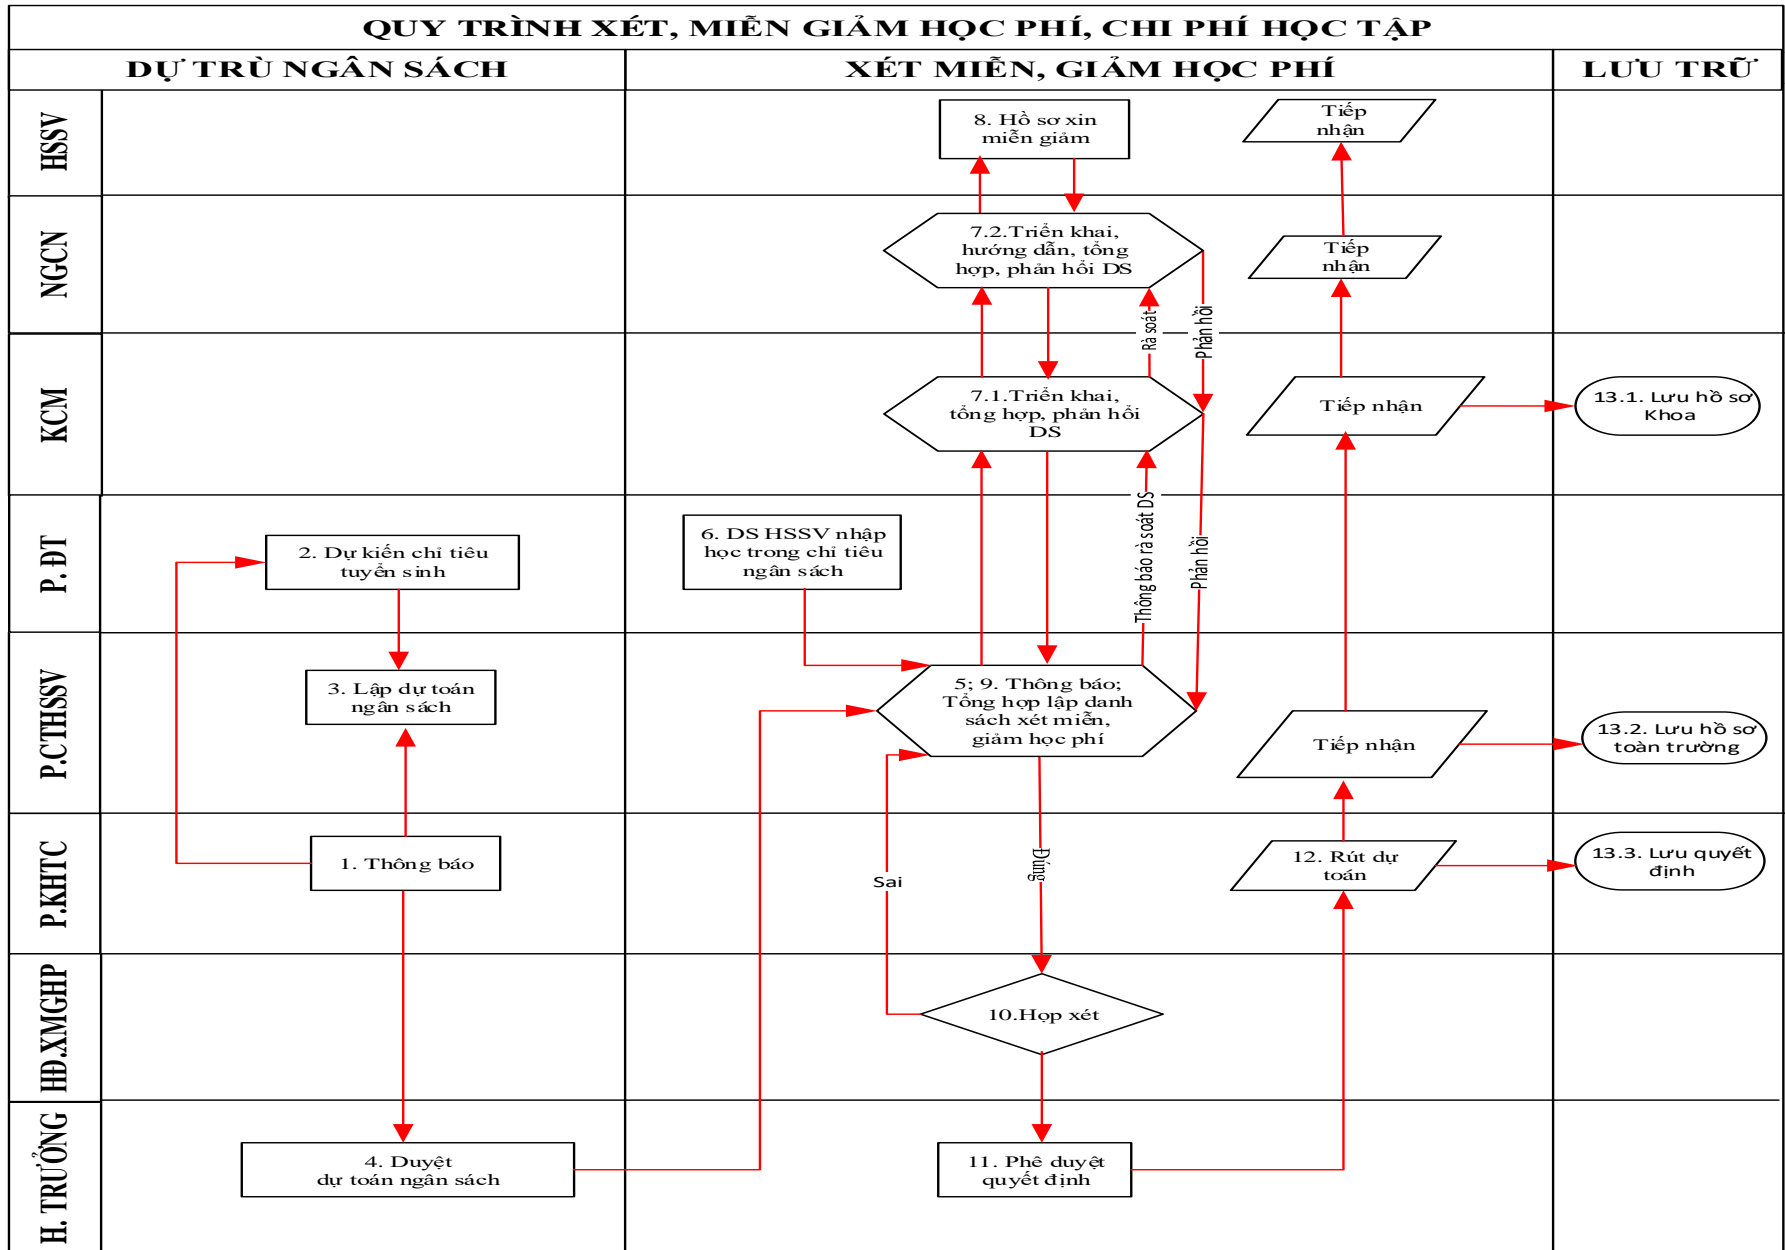 QUY TRÌNH XÉT, MIỄN GIẢM HỌC PHÍ, CHI PHÍ HỌC TẬP
DỰ TRÙ NGÂN SÁCH
XÉT MIỄN, GIẢM HỌC PHÍ
LƯU TRỮ
HSSV
8. Hồ sơ xin
miễn giảm
Tiếp
nhận
NGCN
7.2.Triển khai,
hướng dẫn, tổng
hợp, phản hồi DS
Tiếp
nhận
Rà soát
Phản hồi
KCM
7.1.Triển khai,
tổng hợp, phản hồi
DS
Tiếp nhận
13.1. Lưu hồ sơ
Khoa
P. ĐT
2. Dự kiến chỉ tiêu
tuyển sinh
6. DS HSSV nhập
học trong chỉ tiêu
ngân sách
Thông báo rà soát DS
Phản hồi
P.CTHSSV
3. Lập dự toán
ngân sách
5; 9. Thông báo;
Tổng hợp lập danh
sách xét miễn,
giảm học phí
Tiếp nhận
13.2. Lưu hồ sơ
toàn trường
P.KHTC
1. Thông báo
Sai
Đúng
12. Rút dự
toán
13.3. Lưu quyết
định
HĐ.XMGHP
10.Họp xét
H. TRƯỞNG
4. Duyệt
dự toán ngân sách
11. Phê duyệt
quyết định